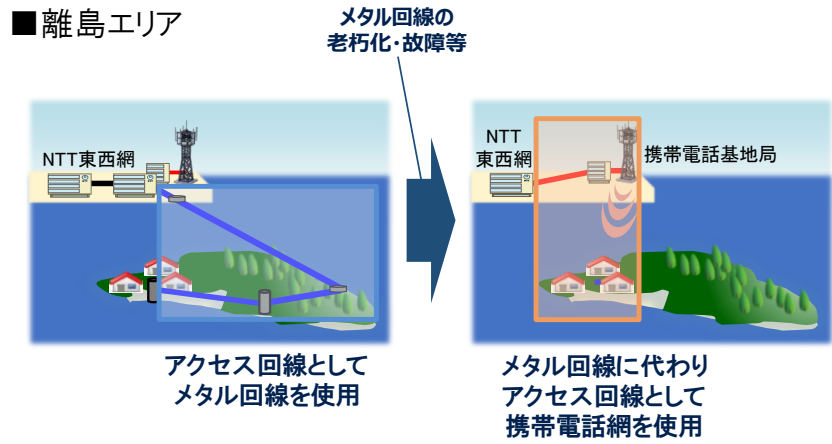 ■離島エリア
メタル回線の
老朽化・故障等
NTT東西網
NTT
東西網
携帯電話基地局
アクセス回線として
メタル回線を使用
メタル回線に代わり
アクセス回線として
携帯電話網を使用